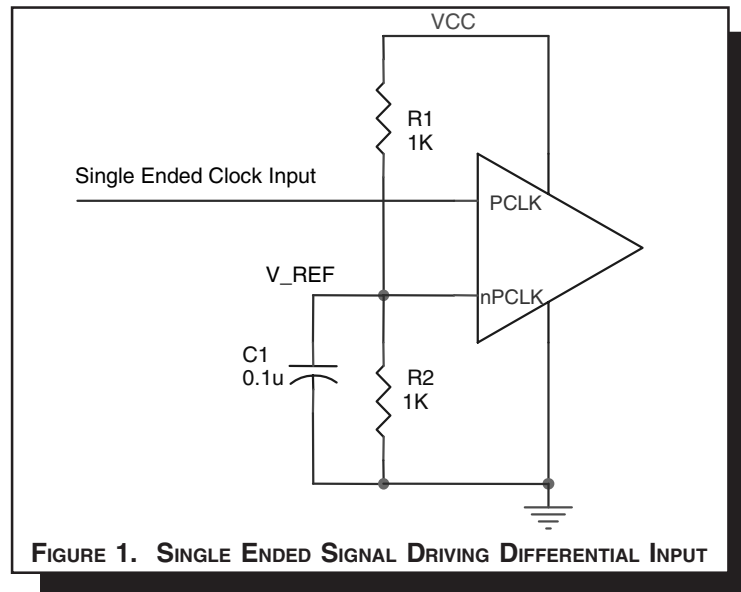 VCC
R1
1K
Single Ended Clock Input
PCLK
V_REF
nPCLK
C1
0.1u
R2
1K
FIGURE 1. SINGLE ENDED SIGNAL DRIVING DIFFERENTIAL INPUT